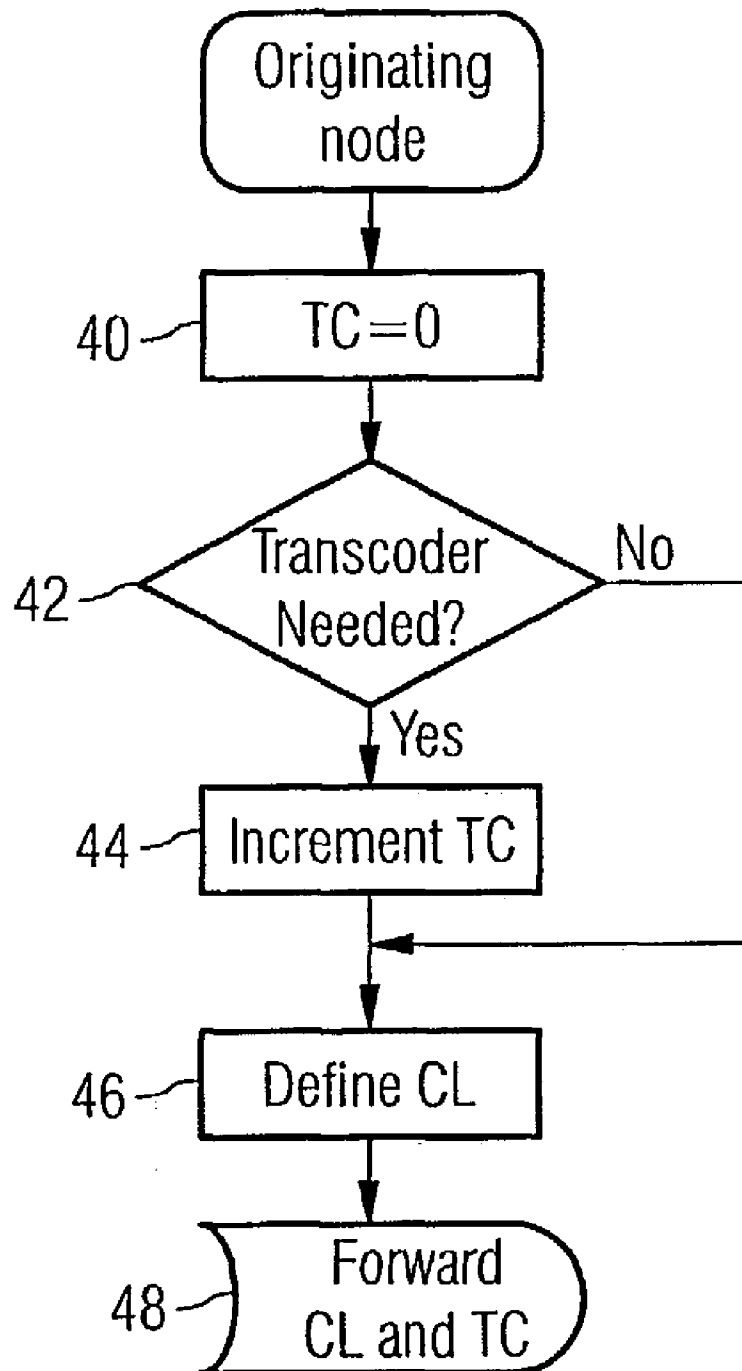 Originating
node
40
TC=0
42
Transcoder
Needed?
No
Yes
44
Increment TC
46
Define CL
48
Forward
CL and TC